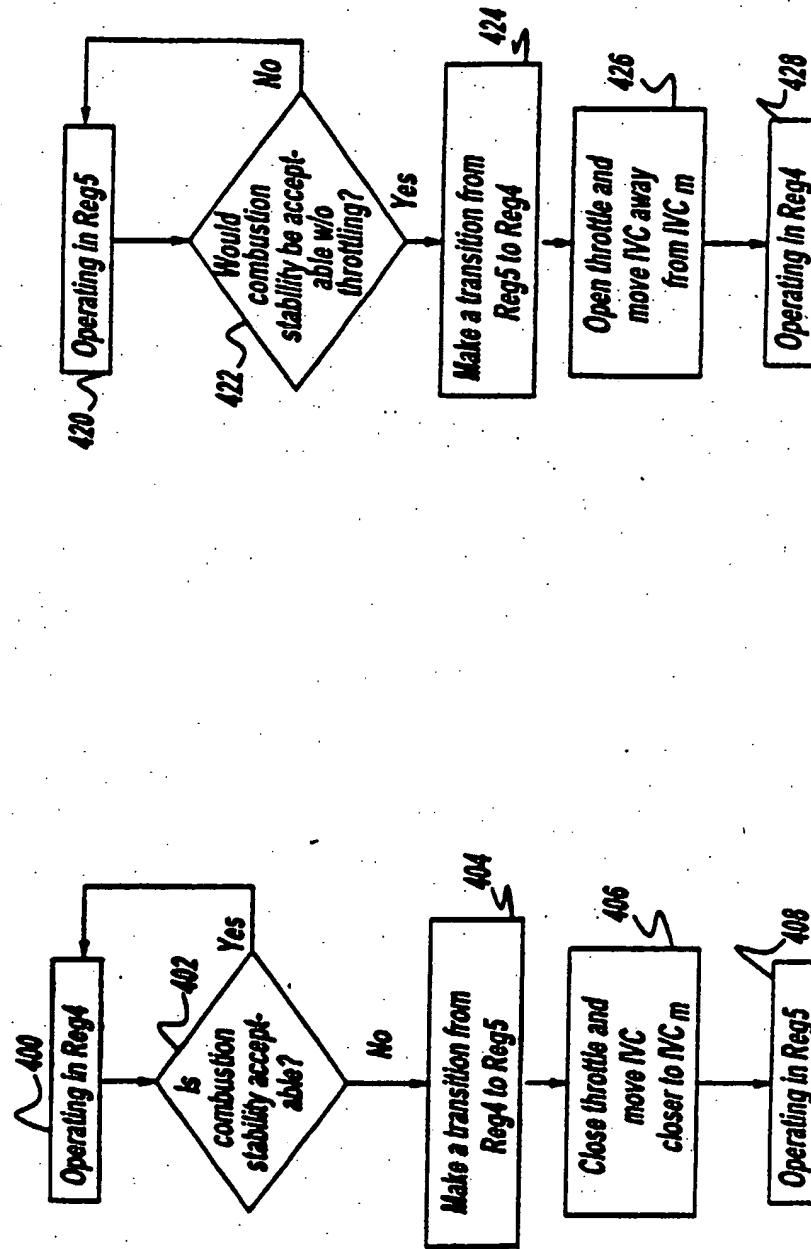 400
Operating in Reg4
402
Is
combustion
stability accept-
able?
Yes
No
404
Make a transition from
Reg4 to Reg5
406
Close throttle and
move IVC
closer to IVC m
408
Operating in Reg5
420
Operating in Reg5
422
Would
combustion
stability be accept-
able w/o
throttling?
No
Yes
424
Make a transition from
Reg5 to Reg4
426
Open throttle and
move IVC away
from IVC m
428
Operating in Reg4